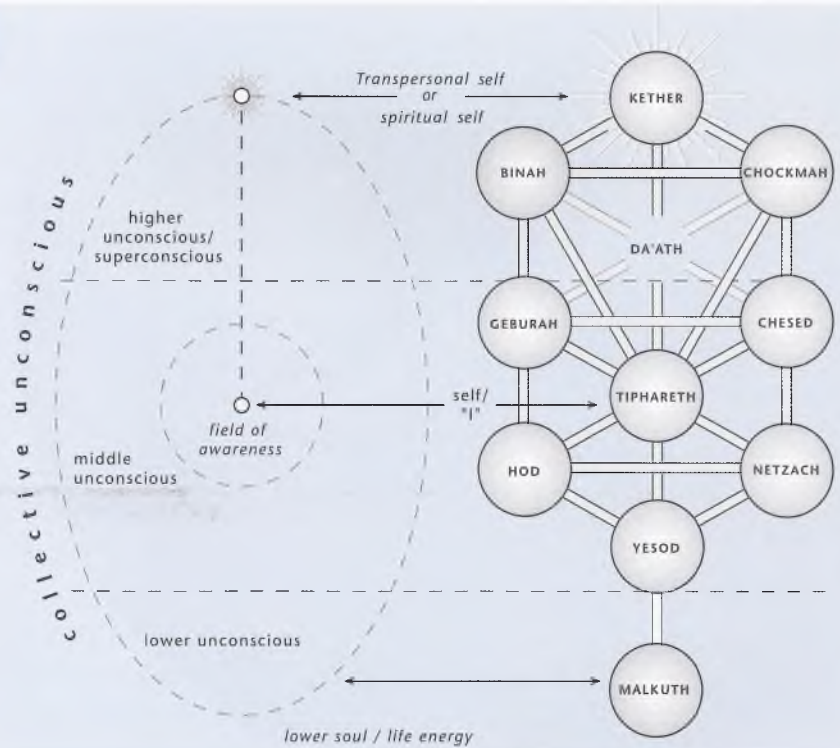 Transpersonal self
or
spiritual self
KETHER
BINAH
CHOCKMAH
higher
unconscious/
superconscious
DA'ATH
GEBURAH
CHESED
self/
"I"
TIPHARETH
field of
awareness
middle
unconscious
HOD
NETZACH
YESOD
lower unconscious
MALKUTH
lower soul / life energy
collective unconscious